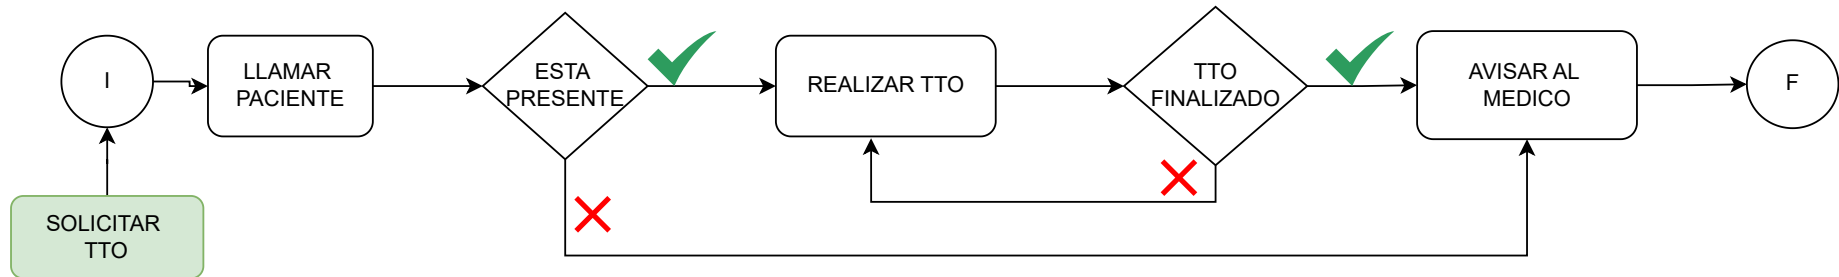 I
LLAMAR
PACIENTE
ESTA
PRESENTE
REALIZAR TTO
TTO
FINALIZADO
AVISAR AL
MEDICO
F
SOLICITAR
TTO